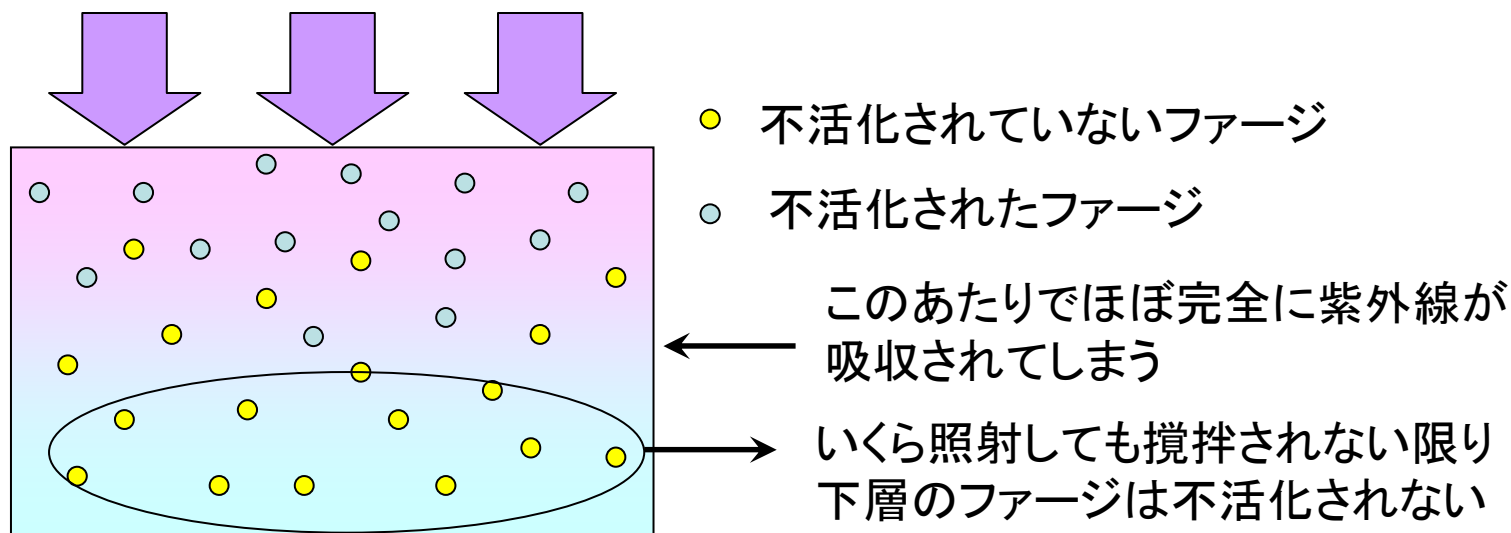 不活化されていないファージ
不活化されたファージ
このあたりでほぼ完全に紫外線が
吸収されてしまう
いくら照射しても撹拌されない限り
下層のファージは不活化されない